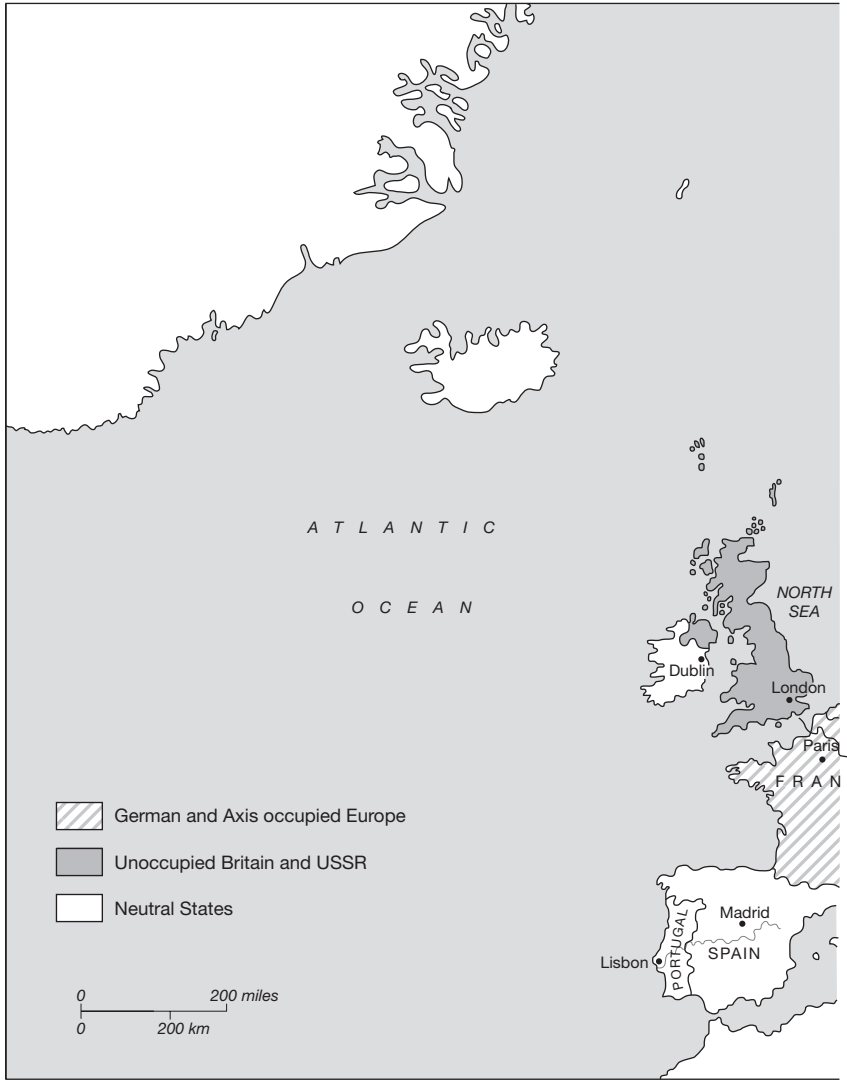 ATLANTIC
OCEAN
NORTH
SEA
Dublin
London
Paris
FRAN
German and Axis occupied Europe
Unoccupied Britain and USSR
Neutral States
Madrid
PORTUGAL
SPAIN
Lisbon
0 200 miles
0 200 km